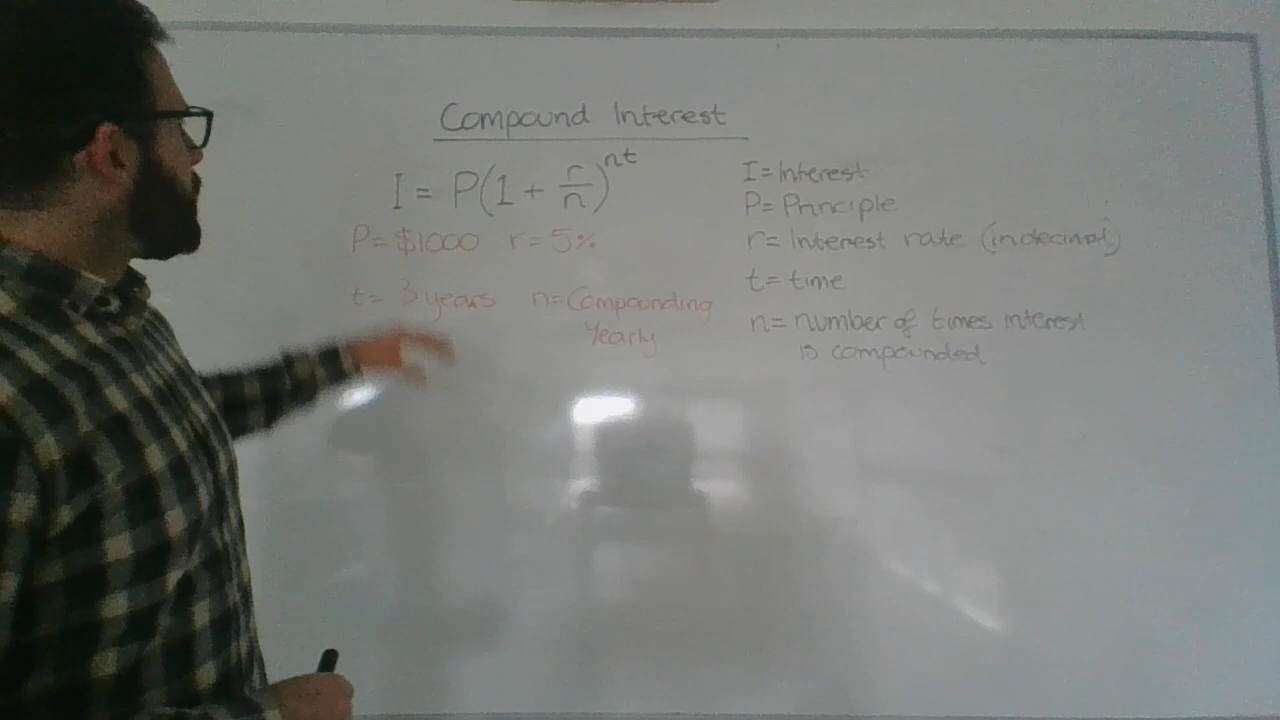 Compound Interest
I = P(1 + r/n)^nt
P = $1000 r = 5%
t = 3 years n = Compounding
Yearly
I = Interest
P = Principle
r = Interest rate (in decimal)
t = time
n = number of times interest
is compounded